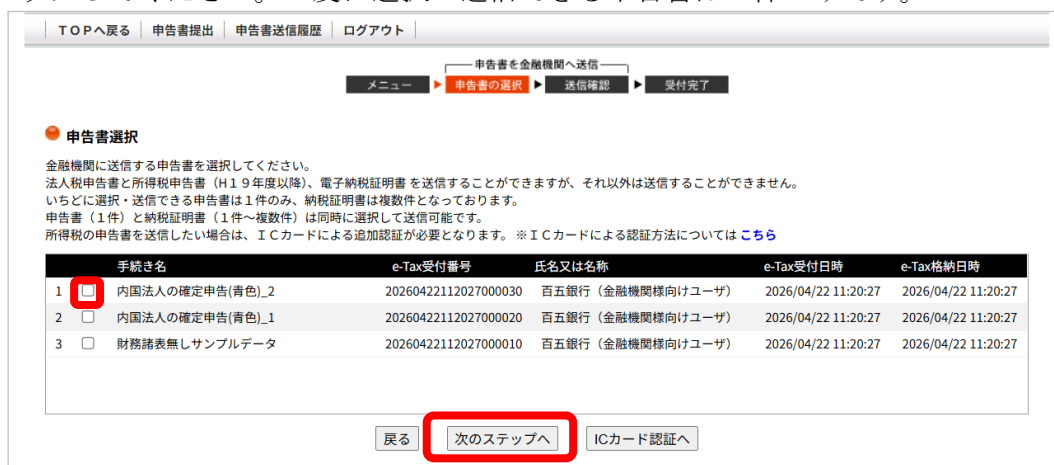 TOPへ戻る 申告書提出 申告書送信履歴 ログアウト
申告書を金融機関へ送信
メニュー 申告書の選択 送信確認 受付完了
申告書選択
金融機関に送信する申告書を選択してください。
法人税申告書と所得税申告書（H19年度以降）、電子納税証明書 を送信することができますが、それ以外は送信することができません。
いちどに選択・送信できる申告書は1件のみ、納税証明書は複数件となっております。
申告書（1件）と納税証明書（1件～複数件）は同時に選択して送信可能です。
所得税の申告書を送信したい場合は、ICカードによる追加認証が必要となります。 ※ICカードによる認証方法については こちら
手続き名 e-Tax受付番号 氏名又は名称 e-Tax受付日時 e-Tax格納日時
1 内国法人の確定申告(青色)_2 20260422112027000030 百五銀行（金融機関様向けユーザ） 2026/04/22 11:20:27 2026/04/22 11:20:27
2 内国法人の確定申告(青色)_1 20260422112027000020 百五銀行（金融機関様向けユーザ） 2026/04/22 11:20:27 2026/04/22 11:20:27
3 財務諸表無しサンプルデータ 20260422112027000010 百五銀行（金融機関様向けユーザ） 2026/04/22 11:20:27 2026/04/22 11:20:27
戻る 次のステップへ ICカード認証へ